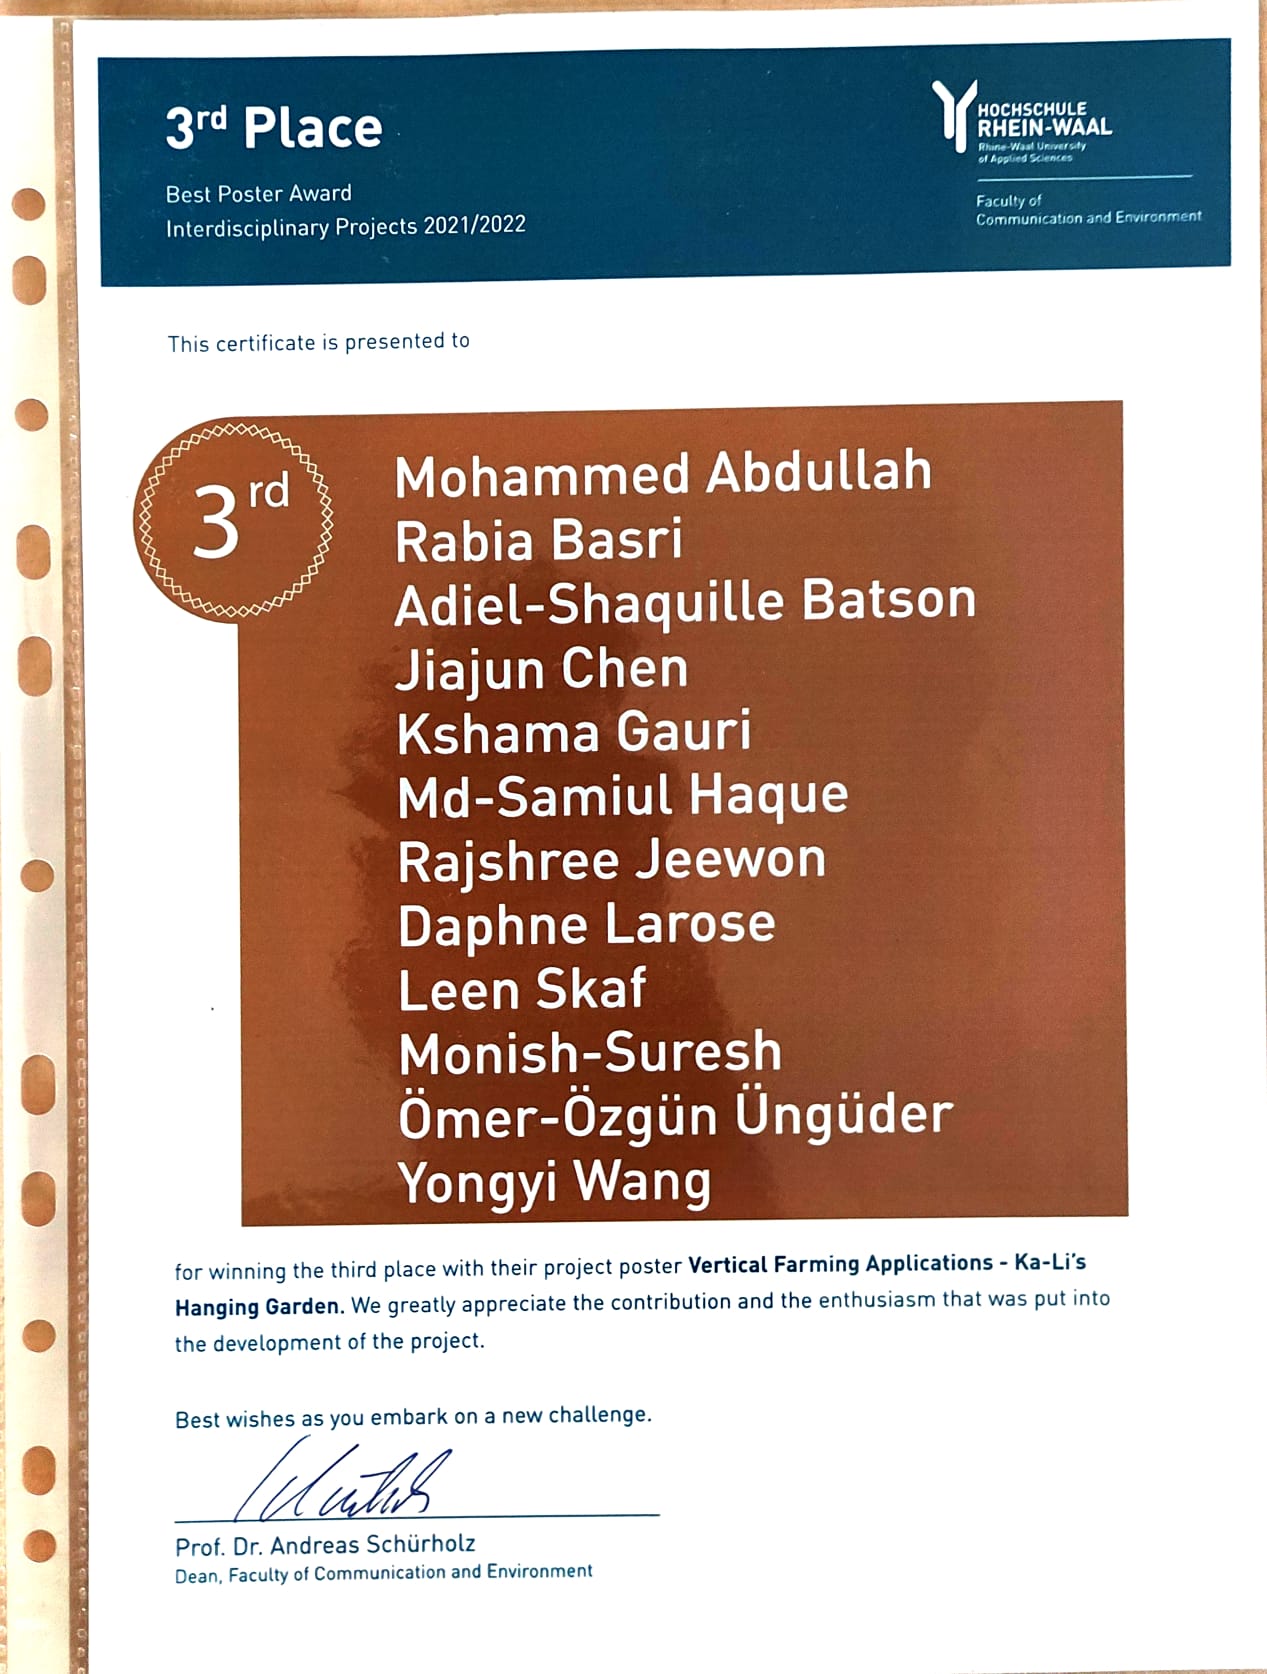 3rd Place
Best Poster Award
Interdisciplinary Projects 2021/2022
HOCHSCHULE
RHEIN-WAAL
Rhine-Waal University
of Applied Sciences
Faculty of
Communication and Environment
This certificate is presented to
3rd
Mohammed Abdullah
Rabia Basri
Adiel-Shaquille Batson
Jiajun Chen
Kshama Gauri
Md-Samiul Haque
Rajshree Jeewon
Daphne Larose
Leen Skaf
Monish-Suresh
Ömer-Özgün Üngüder
Yongyi Wang
for winning the third place with their project poster Vertical Farming Applications - Ka-Li's
Hanging Garden. We greatly appreciate the contribution and the enthusiasm that was put into
the development of the project.
Best wishes as you embark on a new challenge.
Prof. Dr. Andreas Schürholz
Dean, Faculty of Communication and Environment